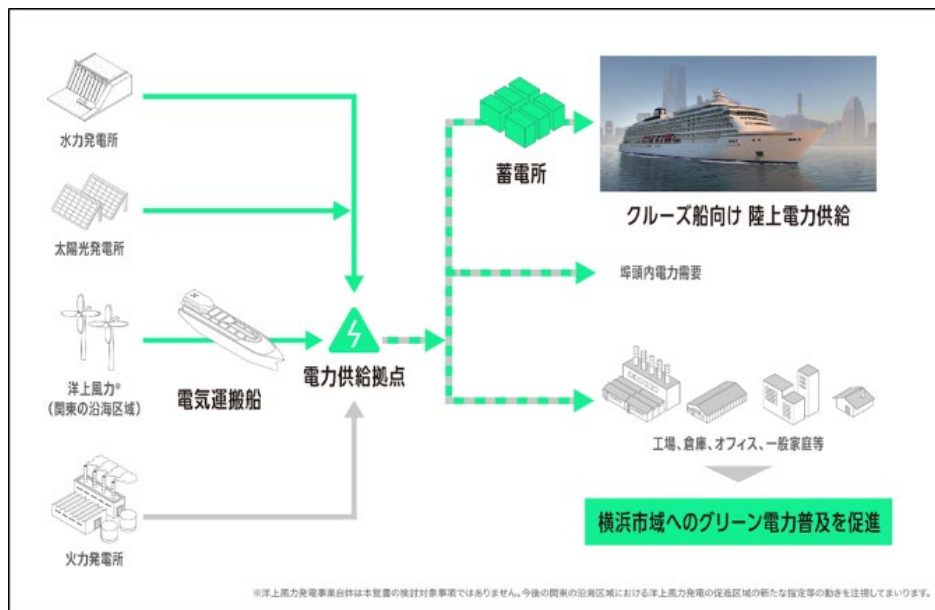 水力発電所
太陽光発電所
洋上風力※
（関東の沿海区域）
電気運搬船
電力供給拠点
火力発電所
蓄電所
クルーズ船向け 陸上電力供給
埠頭内電力需要
工場、倉庫、オフィス、一般家庭等
横浜市域へのグリーン電力普及を促進
※洋上風力発電事業自体は本覚書の検討対象事項ではありません。今後の関東の沿海区域における洋上風力発電の促進区域の新たな指定等の動きを注視してまいります。